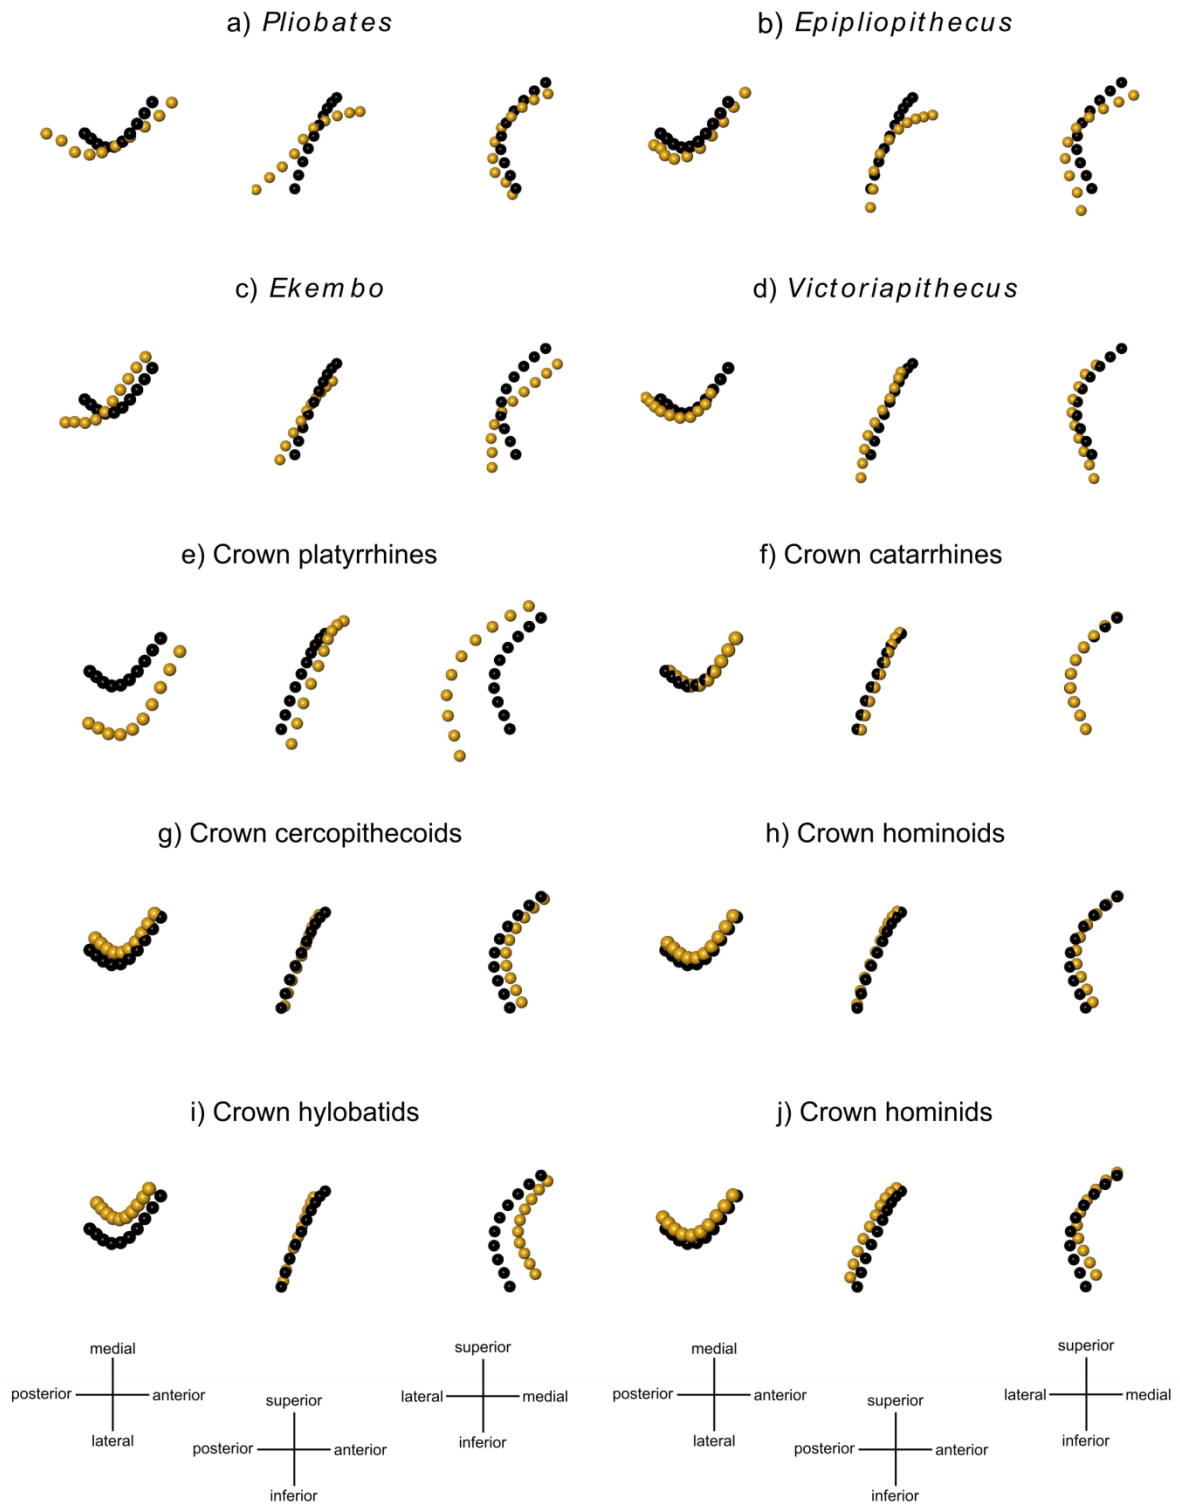 a) Pliobates
b) Epipliopithecus
c) Ekembo
d) Victoriapithecus
e) Crown platyrrhines
f) Crown catarrhines
g) Crown cercopithecoids
h) Crown hominoids
i) Crown hylobatids
j) Crown hominids
medial
posterior anterior
lateral
superior
posterior anterior
inferior
superior
lateral medial
inferior
medial
posterior anterior
lateral
superior
posterior anterior
inferior
superior
lateral medial
inferior